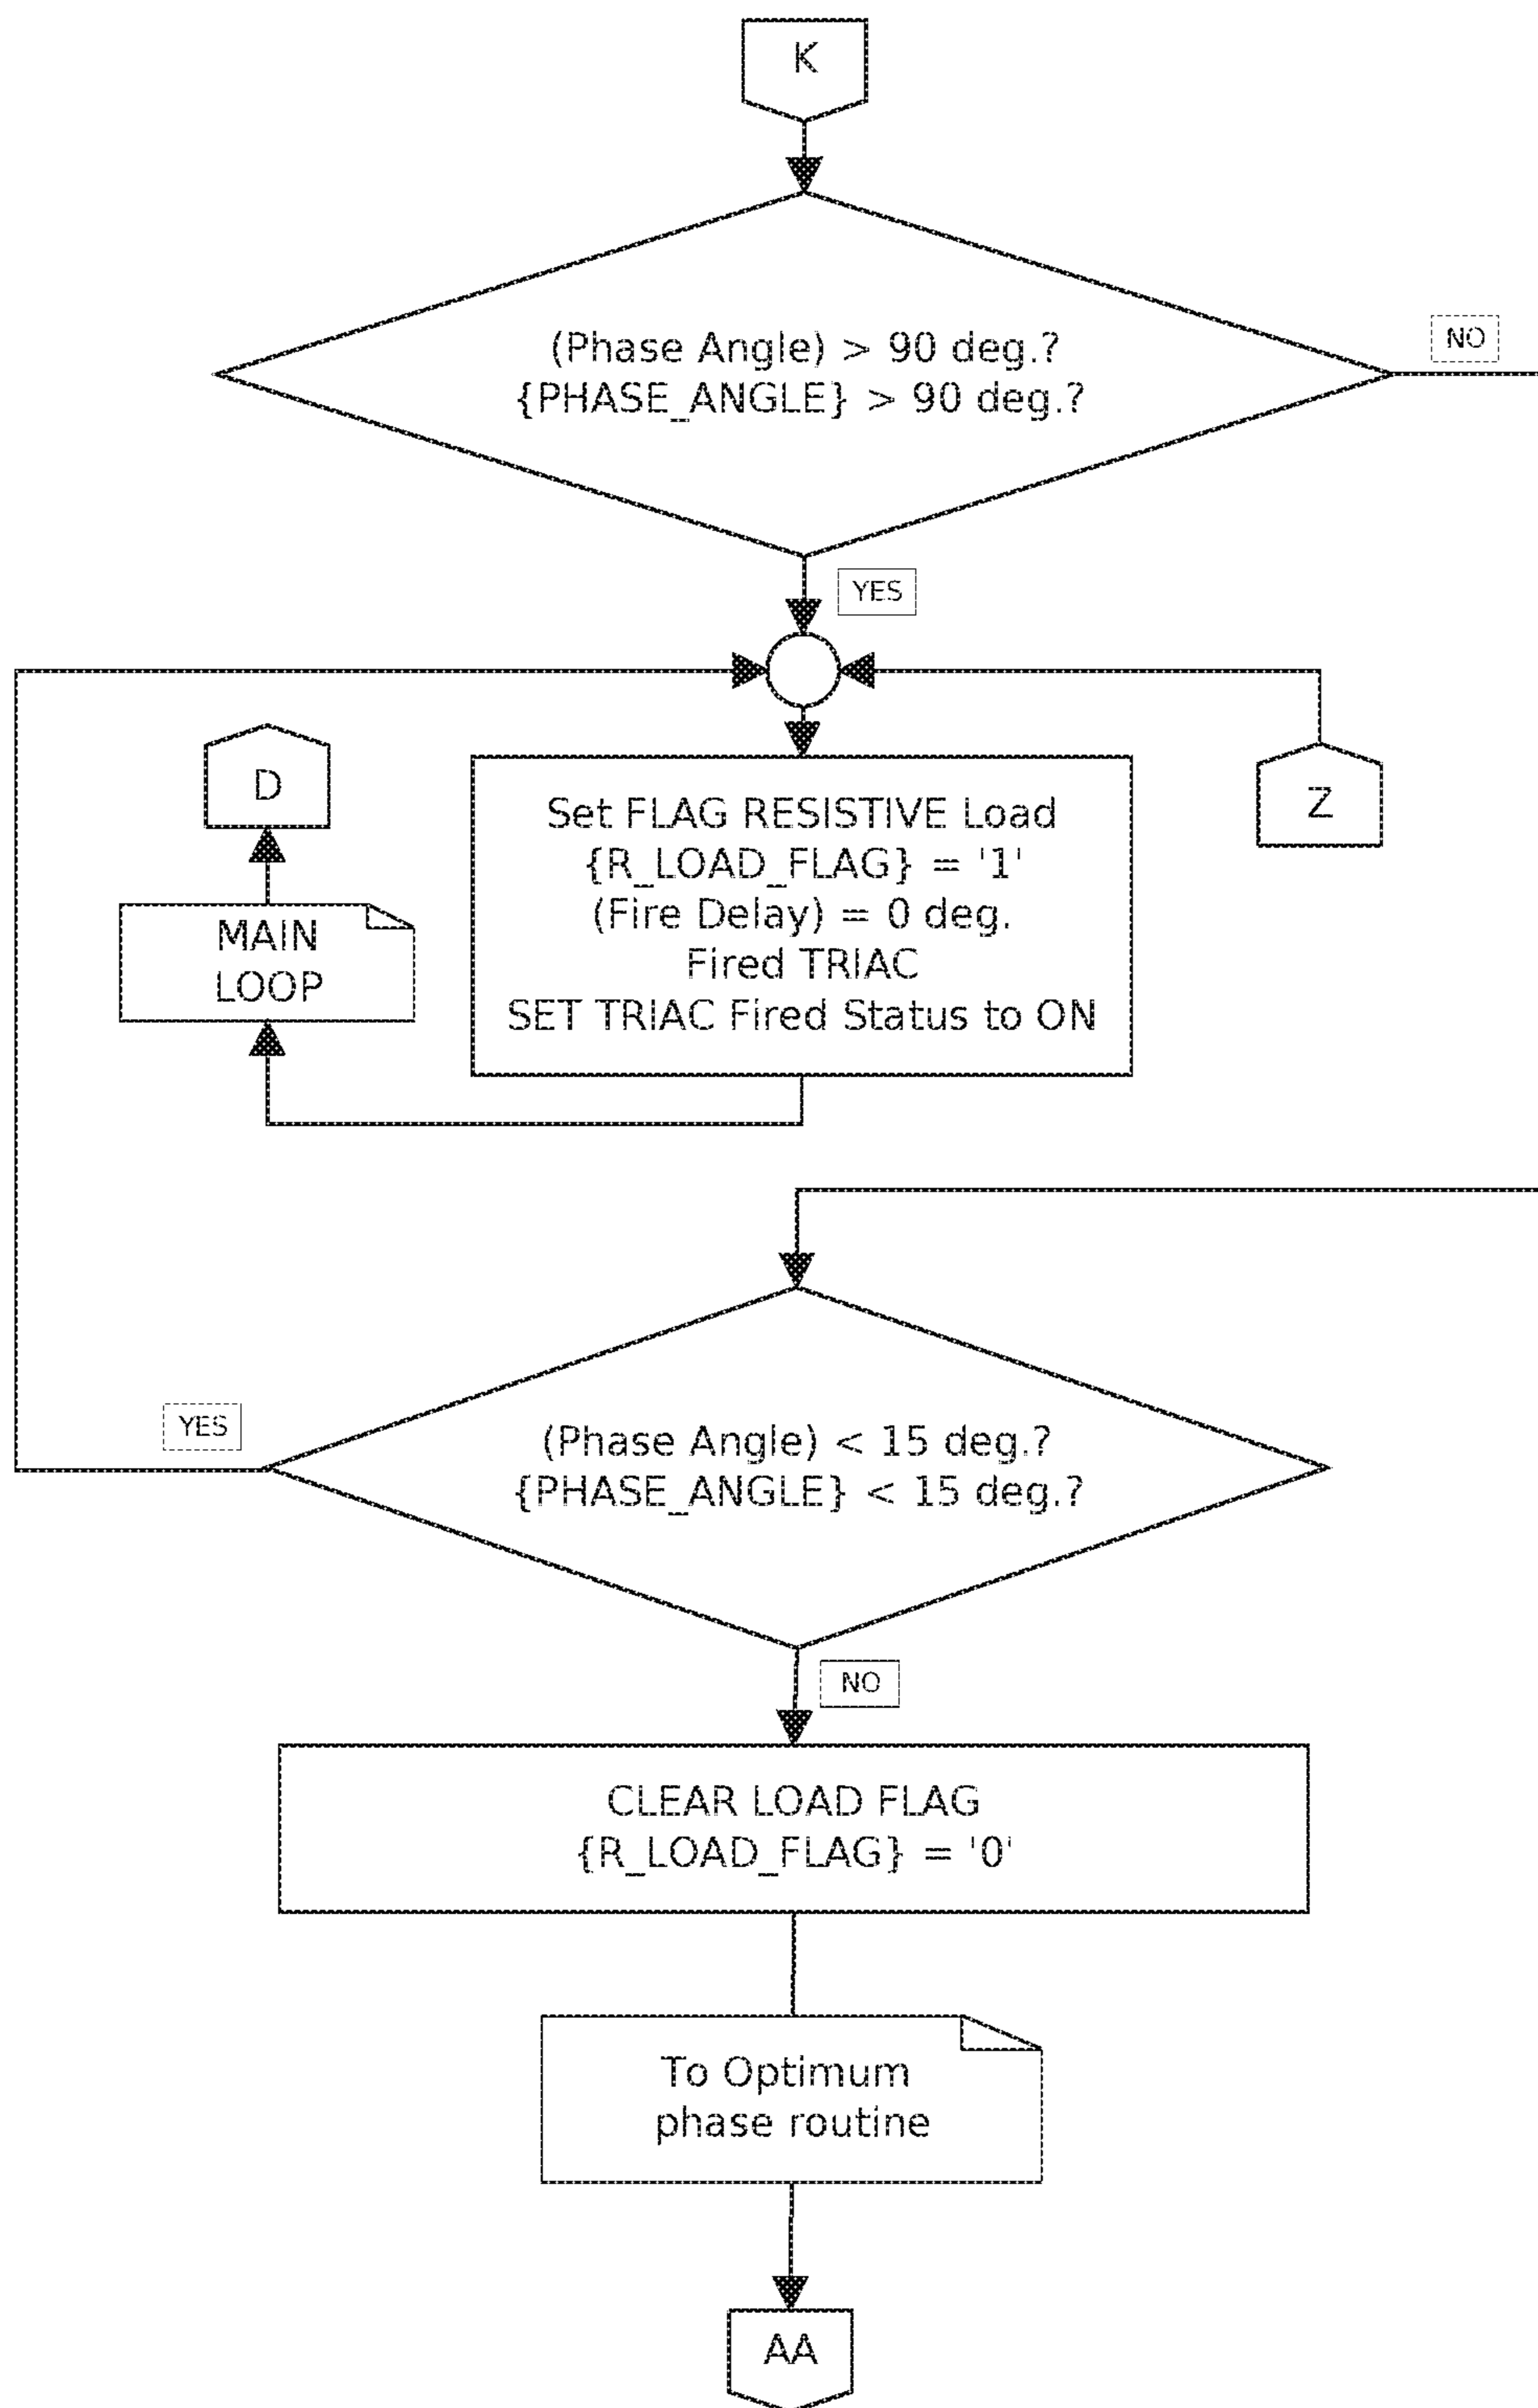 K
(Phase Angle) > 90 deg.?
{PHASE_ANGLE} > 90 deg.?
NO
YES
D
MAIN
LOOP
Set FLAG RESISTIVE Load
{R_LOAD_FLAG} = '1'
(Fire Delay) = 0 deg.
Fired TRIAC
SET TRIAC Fired Status to ON
Z
YES
(Phase Angle) < 15 deg.?
{PHASE_ANGLE} < 15 deg.?
NO
CLEAR LOAD FLAG
{R_LOAD_FLAG} = '0'
To Optimum
phase routine
AA